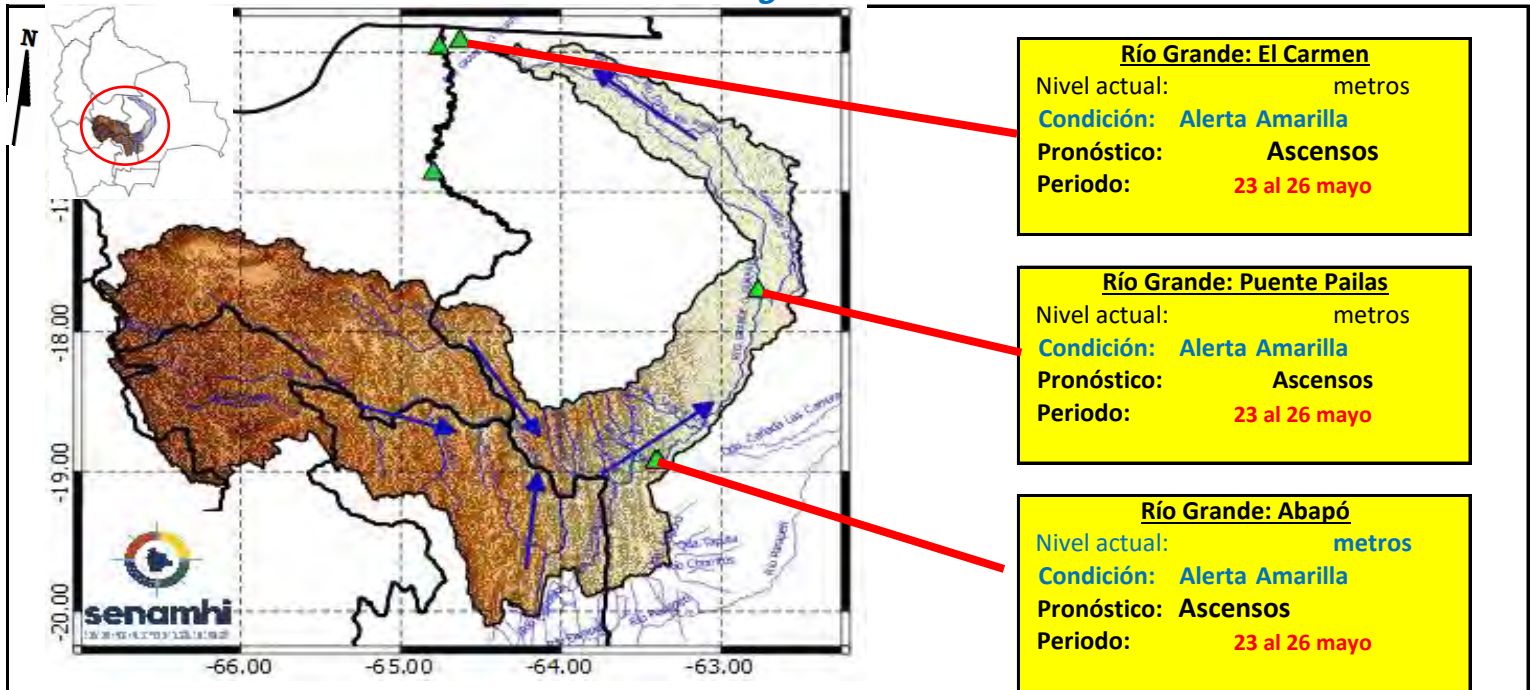 g
N
Río Grande: El Carmen
Nivel actual: metros
Condición: Alerta Amarilla
Pronóstico: Ascensos
Periodo: 23 al 26 mayo
Río Grande: Puente Pailas
Nivel actual: metros
Condición: Alerta Amarilla
Pronóstico: Ascensos
Periodo: 23 al 26 mayo
Río Grande: Abapó
Nivel actual: metros
Condición: Alerta Amarilla
Pronóstico: Ascensos
Periodo: 23 al 26 mayo
-18.00
-19.00
-20.00
-66.00 -65.00 -64.00 -63.00
Qda. Cañada Las
senamhi